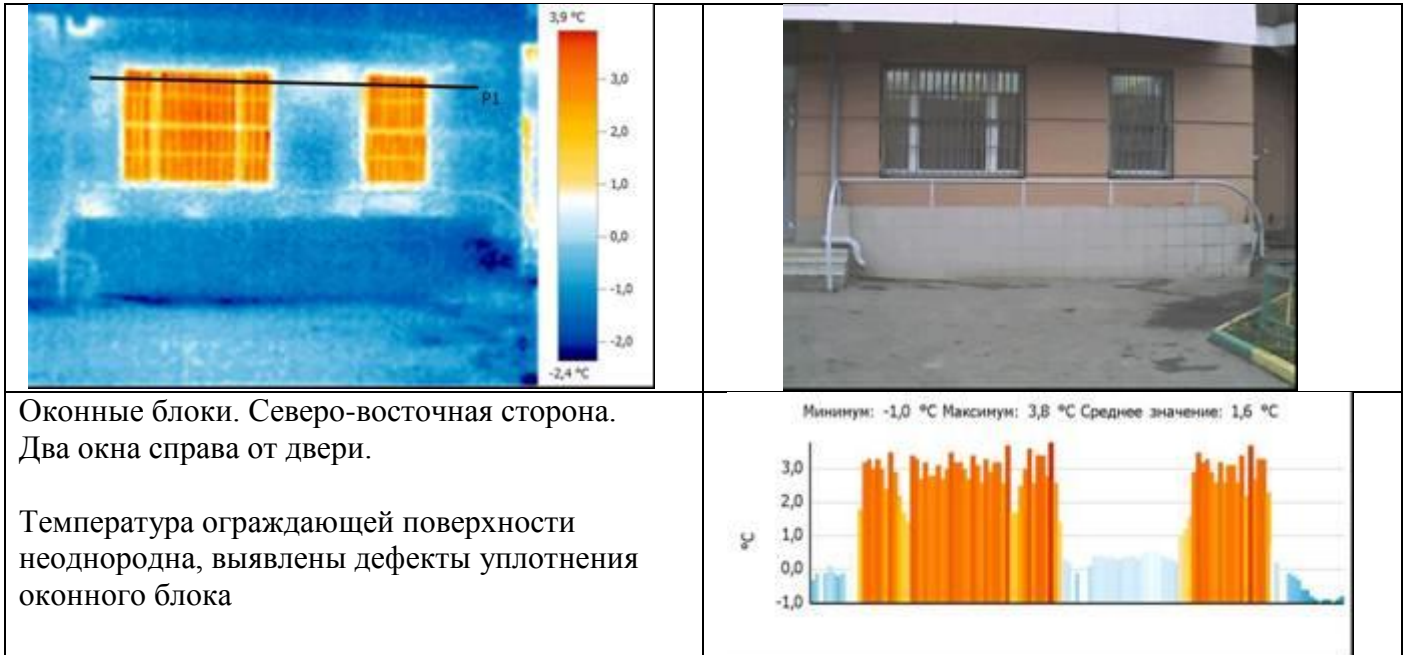 3,9 °C
3,0
2,0
1,0
0,0
-1,0
-2,0
-2,4 °C
P1
Оконные блоки. Северо-восточная сторона.
Два окна справа от двери.
Температура ограждающей поверхности
неоднородна, выявлены дефекты уплотнения
оконного блока
Минимум: -1,0 °C Максимум: 3,8 °C Среднее значение: 1,6 °C
3,0
2,0
1,0
0,0
-1,0
°C